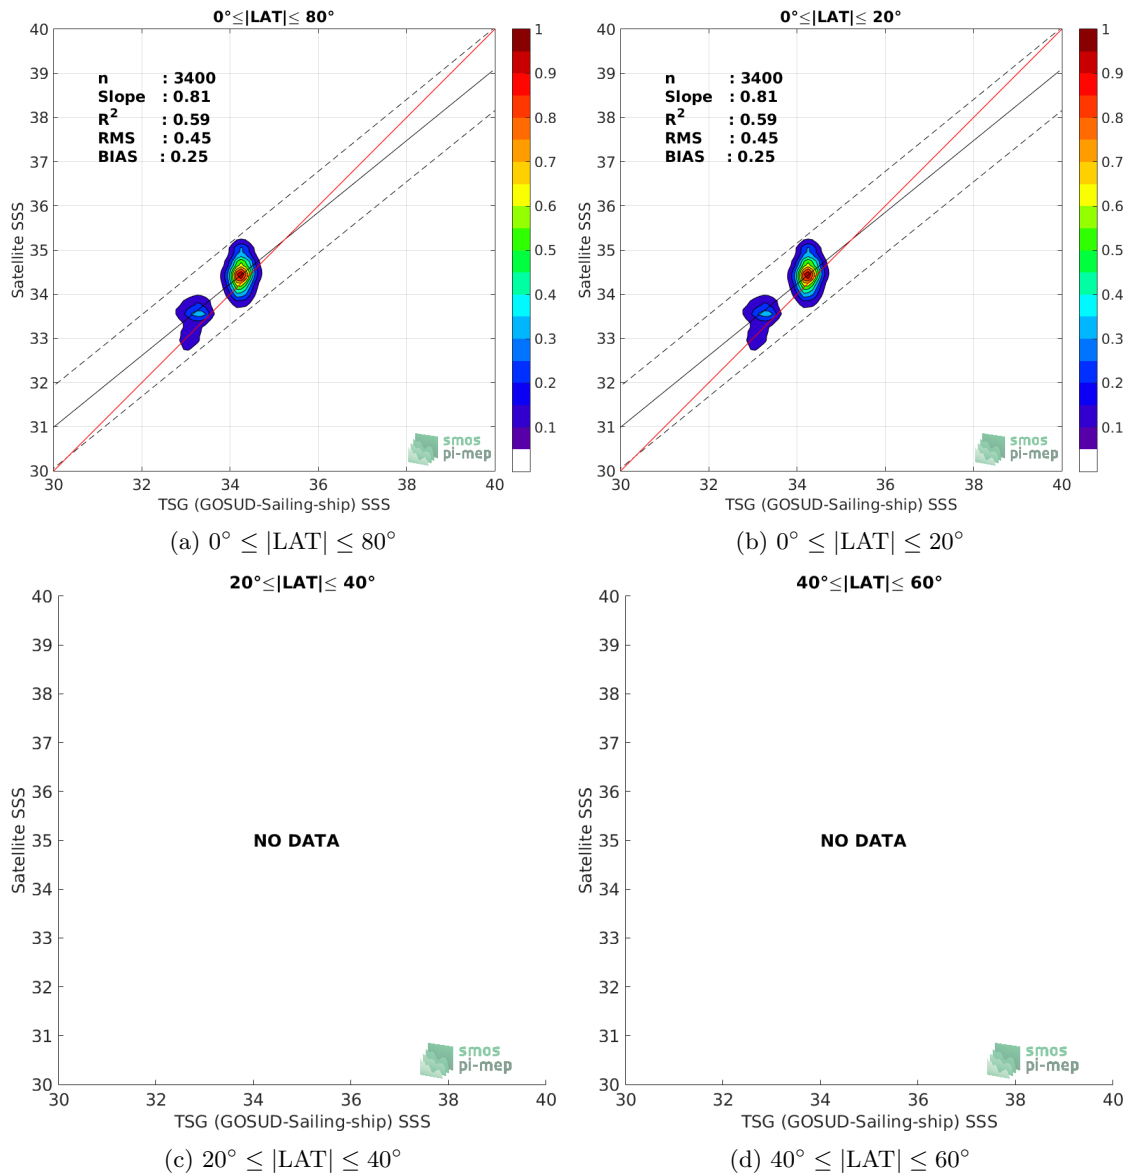 0°≤|LAT|≤ 80°
40
39
38
37
36
35
34
33
32
31
30
Satellite SSS
n : 3400
Slope : 0.81
R2 : 0.59
RMS : 0.45
BIAS : 0.25
smos
pi-mep
30 32 34 36 38 40
TSG (GOSUD-Sailing-ship) SSS
1
0.9
0.8
0.7
0.6
0.5
0.4
0.3
0.2
0.1
(a) 0° ≤ |LAT| ≤ 80°
0°≤|LAT|≤ 20°
40
39
38
37
36
35
34
33
32
31
30
Satellite SSS
n : 3400
Slope : 0.81
R2 : 0.59
RMS : 0.45
BIAS : 0.25
smos
pi-mep
30 32 34 36 38 40
TSG (GOSUD-Sailing-ship) SSS
1
0.9
0.8
0.7
0.6
0.5
0.4
0.3
0.2
0.1
(b) 0° ≤ |LAT| ≤ 20°
20°≤|LAT|≤ 40°
40
39
38
37
36
35
34
33
32
31
30
Satellite SSS
NO DATA
smos
pi-mep
30 32 34 36 38 40
TSG (GOSUD-Sailing-ship) SSS
(c) 20° ≤ |LAT| ≤ 40°
40°≤|LAT|≤ 60°
40
39
38
37
36
35
34
33
32
31
30
Satellite SSS
NO DATA
smos
pi-mep
30 32 34 36 38 40
TSG (GOSUD-Sailing-ship) SSS
(d) 40° ≤ |LAT| ≤ 60°